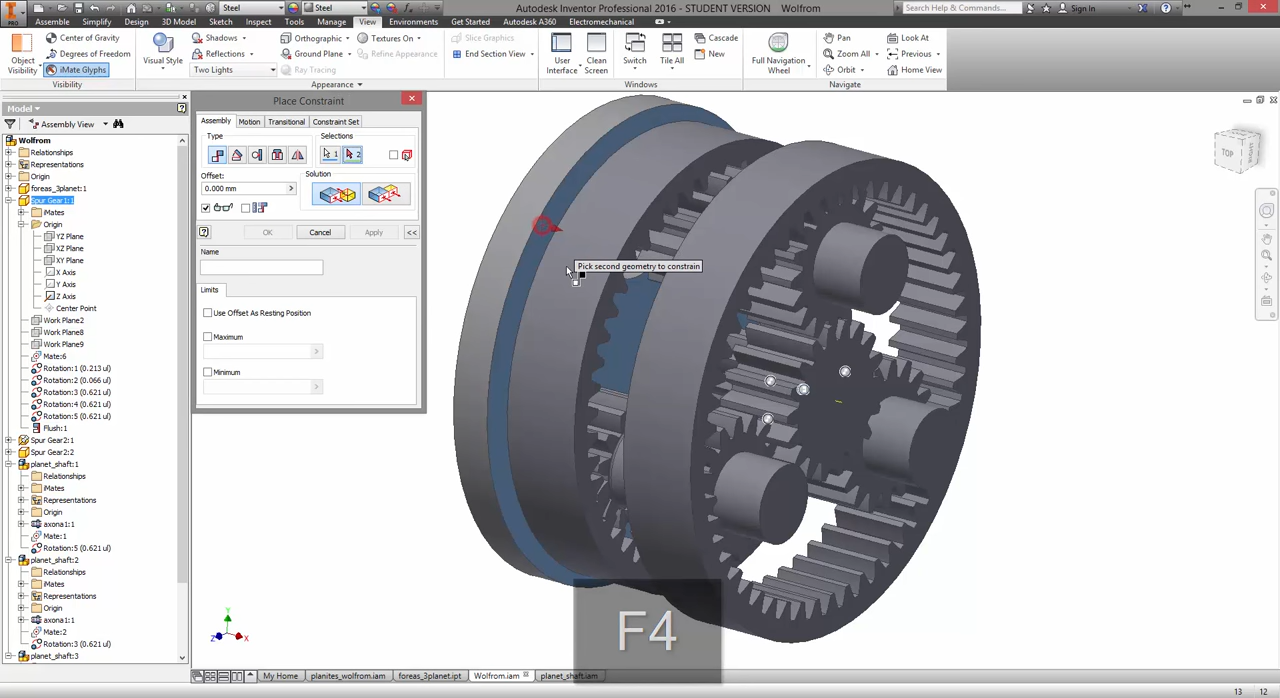 Steel
Steel
Autodesk Inventor Professional 2016 - STUDENT VERSION Wolfrom
Search Help & Commands...
Sign In
PRO
Assemble Simplify Design 3D Model Sketch Inspect Tools Manage View Environments Get Started Autodesk A360 Electromechanical
Object Visibility
Center of Gravity
Degrees of Freedom
iMate Glyphs
Visibility
Visual Style
Shadows
Reflections
Two Lights
Orthographic
Ground Plane
Ray Tracing
Textures On
Refine Appearance
Appearance
Slice Graphics
End Section View
User Interface
Clean Screen
Switch
Tile All
Cascade
New
Windows
Full Navigation Wheel
Pan
Zoom All
Orbit
Look At
Previous
Home View
Navigate
Model
Assembly View
Wolfrom
Relationships
Representations
Origin
foreas_3planet:1
Spur Gear1:1
iMates
Origin
YZ Plane
XZ Plane
XY Plane
X Axis
Y Axis
Z Axis
Center Point
Work Plane2
Work Plane8
Work Plane9
Mate:6
Rotation:1 (0.213 ul)
Rotation:2 (0.066 ul)
Rotation:3 (0.621 ul)
Rotation:4 (0.621 ul)
Rotation:5 (0.621 ul)
Flush:1
Spur Gear2:1
Spur Gear2:2
planet_shaft:1
Relationships
iMates
Representations
Origin
axona1:1
Mate:1
Rotation:5 (0.621 ul)
planet_shaft:2
Relationships
iMates
Representations
Origin
axona1:1
Mate:2
Rotation:3 (0.621 ul)
planet_shaft:3
Place Constraint
Assembly Motion Transitional Constraint Set
Type
Selections
1 2
Offset:
0.000 mm
Solution
OK Cancel Apply <<
Name
Limits
Use Offset As Resting Position
Maximum
Minimum
Pick second geometry to constrain
TOP
F4
Y
Z X
My Home planites_wolfrom.iam foreas_3planet.ipt Wolfrom.iam planet_shaft.iam
13 12